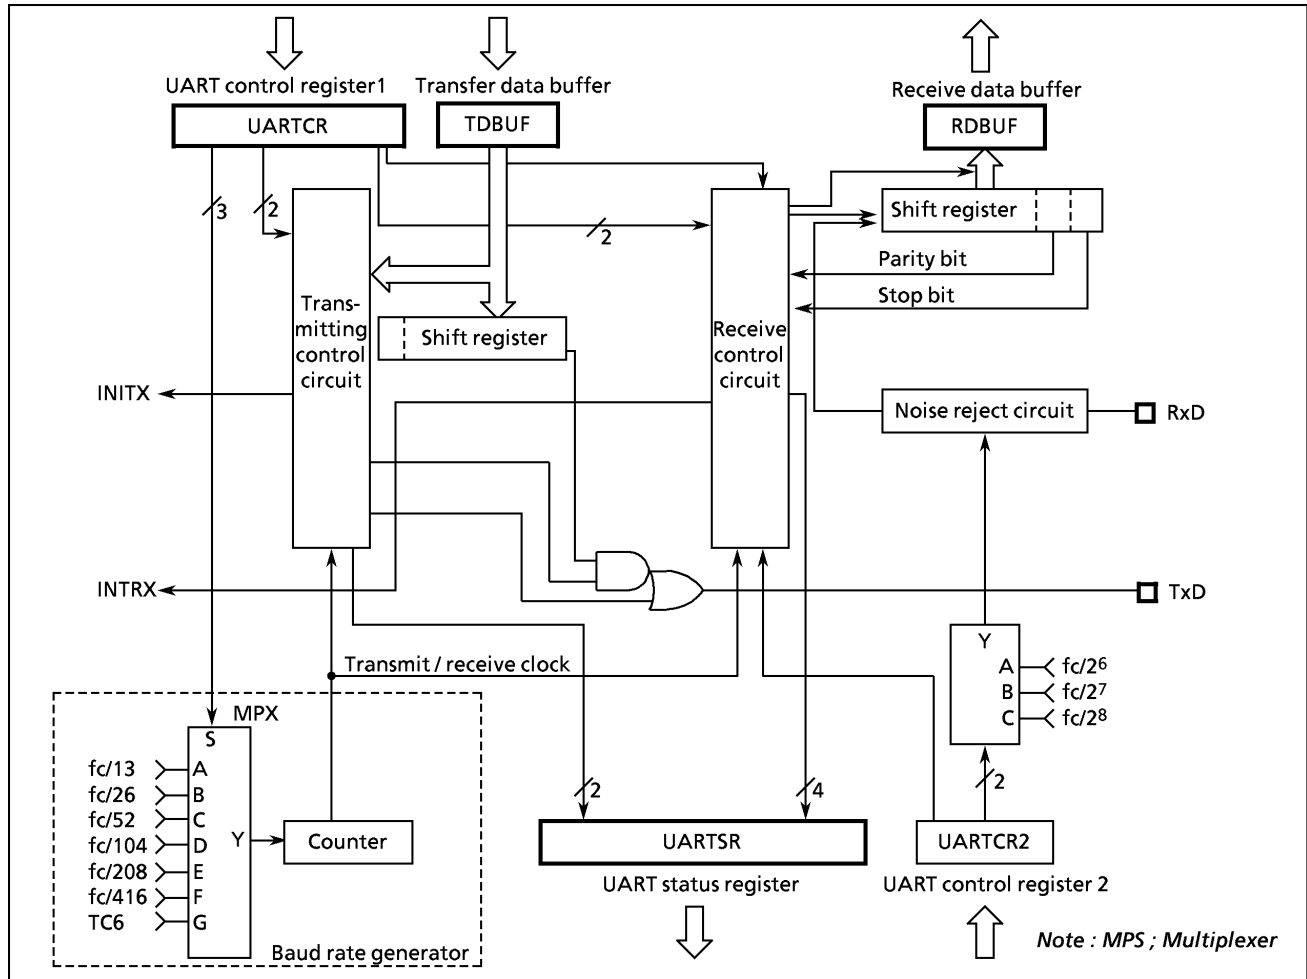 UART control register1
Transfer data buffer
Receive data buffer
UARTCR
TDBUF
RDBUF
3
2
2
Shift register
Parity bit
Stop bit
Trans-
mitting
control
circuit
Shift register
Receive
control
circuit
INITX
Noise reject circuit
RxD
INTRX
TxD
Transmit / receive clock
Y
A fc/2⁶
B fc/2⁷
C fc/2⁸
MPX
S
fc/13 A
fc/26 B
fc/52 C
fc/104 D
fc/208 E
fc/416 F
TC6 G
Y
Counter
Baud rate generator
2
4
2
UARTSR
UARTCR2
UART status register
UART control register 2
Note : MPS ; Multiplexer